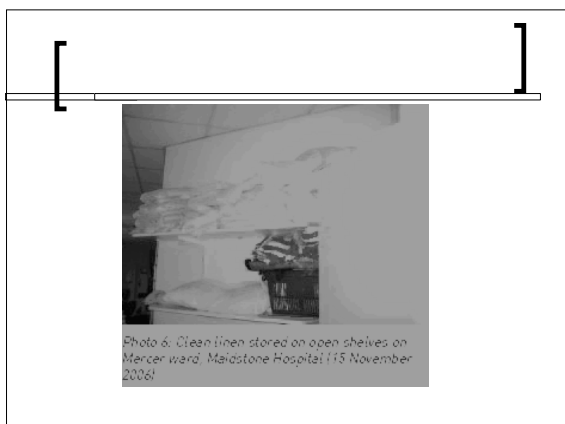 Photo 6: Clean linen stored on open shelves on
Mercer ward, Maidstone Hospital (15 November
2006)